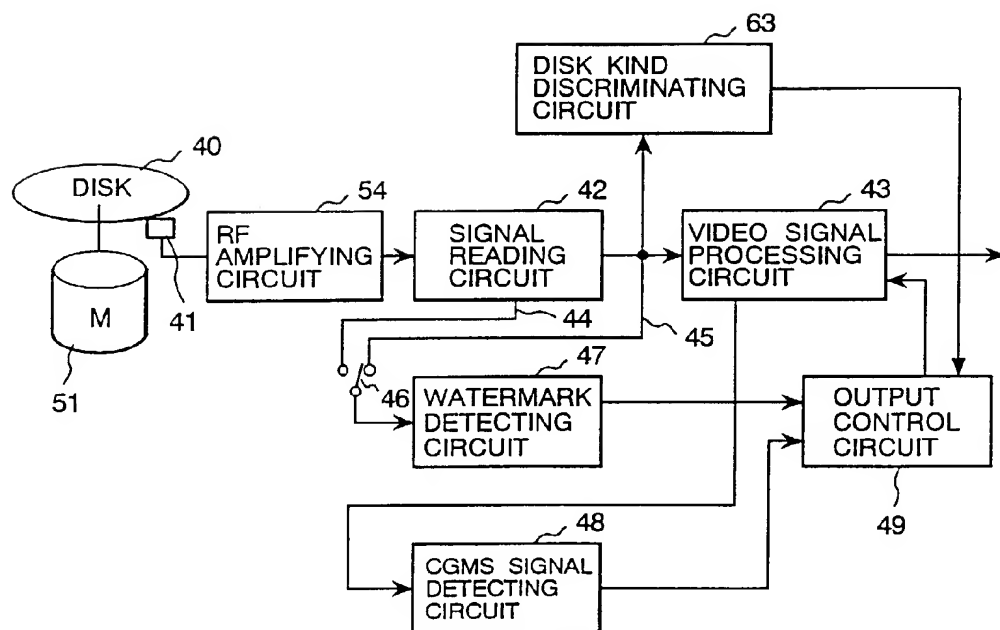 63
DISK KIND
DISCRIMINATING
CIRCUIT
40
DISK
54
RF
AMPLIFYING
CIRCUIT
42
SIGNAL
READING
CIRCUIT
43
VIDEO SIGNAL
PROCESSING
CIRCUIT
41
M
51
44
45
46
47
WATERMARK
DETECTING
CIRCUIT
OUTPUT
CONTROL
CIRCUIT
49
48
CGMS SIGNAL
DETECTING
CIRCUIT